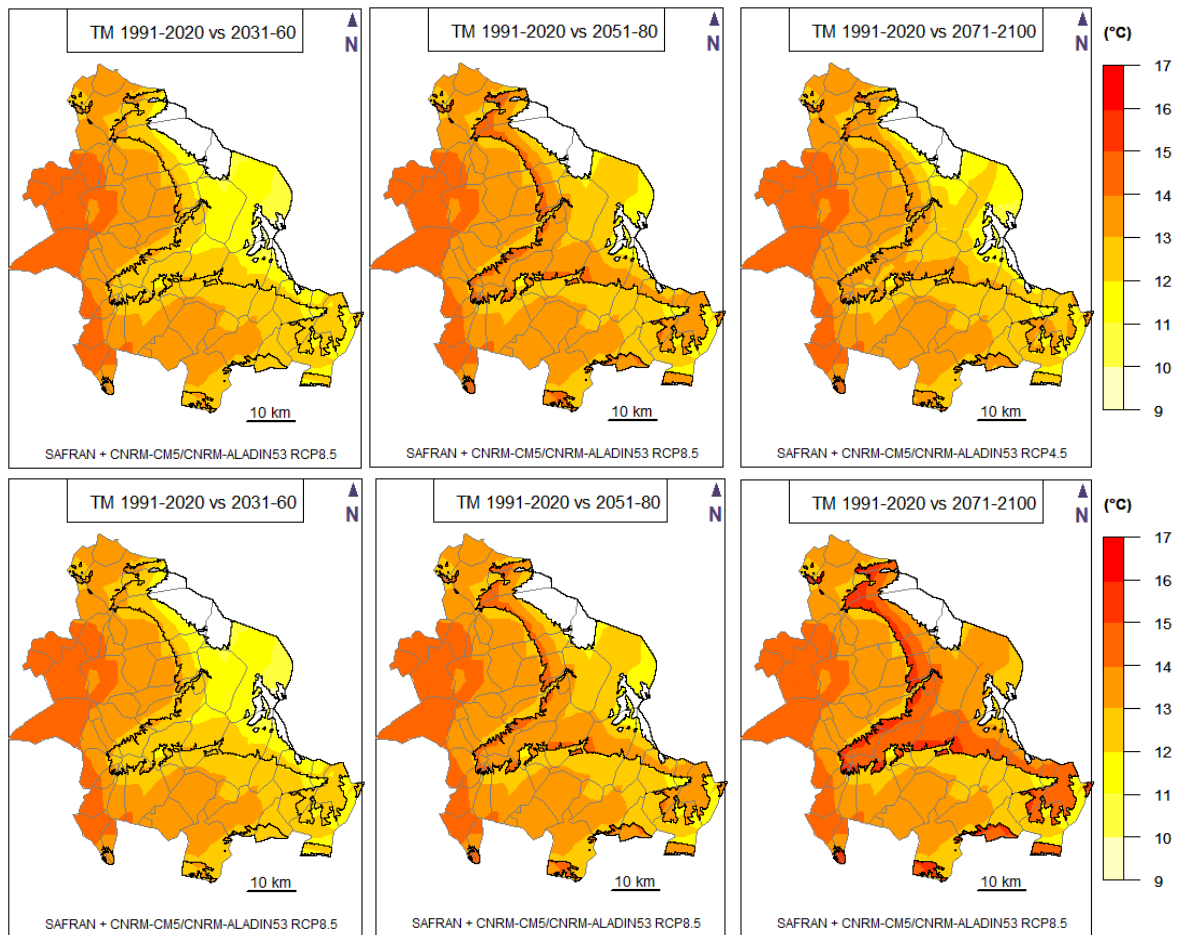 TM 1991-2020 vs 2031-60
N
10 km
SAFRAN + CNRM-CM5/CNRM-ALADIN53 RCP8.5
TM 1991-2020 vs 2051-80
N
10 km
SAFRAN + CNRM-CM5/CNRM-ALADIN53 RCP8.5
TM 1991-2020 vs 2071-2100
N
10 km
SAFRAN + CNRM-CM5/CNRM-ALADIN53 RCP4.5
(°C)
17
16
15
14
13
12
11
10
9
TM 1991-2020 vs 2031-60
N
10 km
SAFRAN + CNRM-CM5/CNRM-ALADIN53 RCP8.5
TM 1991-2020 vs 2051-80
N
10 km
SAFRAN + CNRM-CM5/CNRM-ALADIN53 RCP8.5
TM 1991-2020 vs 2071-2100
N
10 km
SAFRAN + CNRM-CM5/CNRM-ALADIN53 RCP8.5
(°C)
17
16
15
14
13
12
11
10
9